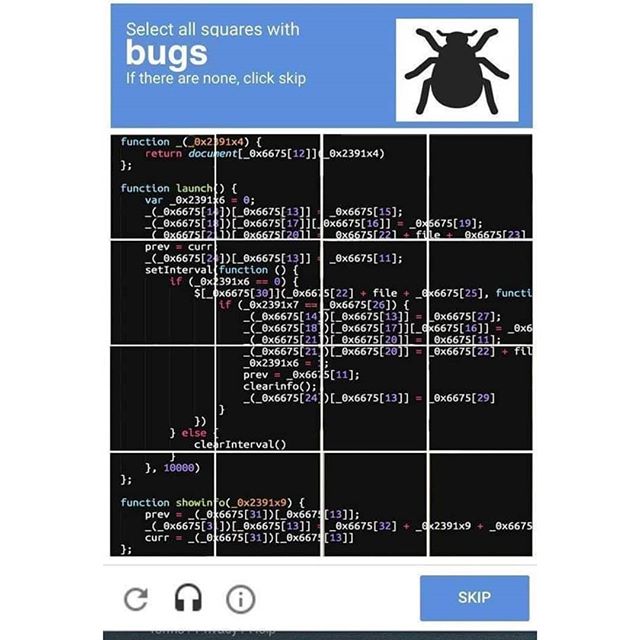 Select all squares with
bugs
If there are none, click skip
function _(_0x2391x4) {
return document[_0x6675[12]](_0x2391x4)
};
function launch() {
var _0x2391x6 = 0;
_(_0x6675[14])[_0x6675[13]] = _0x6675[15];
_(_0x6675[18])[_0x6675[17]][_0x6675[16]] = _0x6675[19];
_(_0x6675[21])[_0x6675[20]] = _0x6675[22] + file + _0x6675[23]
prev = curr
_(_0x6675[24])[_0x6675[13]] = _0x6675[11];
setInterval(function () {
if (_0x2391x6 == 0) {
$[_0x6675[30]](_0x6675[22] + file + _0x6675[25], functi
if (_0x2391x7 == _0x6675[26]) {
_(_0x6675[14])[_0x6675[13]] = _0x6675[27];
_(_0x6675[18])[_0x6675[17]][_0x6675[16]] = _0x6
_(_0x6675[21])[_0x6675[20]] = _0x6675[11];
_(_0x6675[21])[_0x6675[20]] = _0x6675[22] + fil
_0x2391x6 =
prev = _0x6675[11];
clearinfo();
_(_0x6675[24])[_0x6675[13]] = _0x6675[29]
}
})
} else {
clearInterval()
}
}, 10000)
};
function showinfo(_0x2391x9) {
prev = _(_0x6675[31])[_0x6675[13]];
_(_0x6675[31])[_0x6675[13]] = _0x6675[32] + _0x2391x9 + _0x6675
curr = _(_0x6675[31])[_0x6675[13]]
};
SKIP